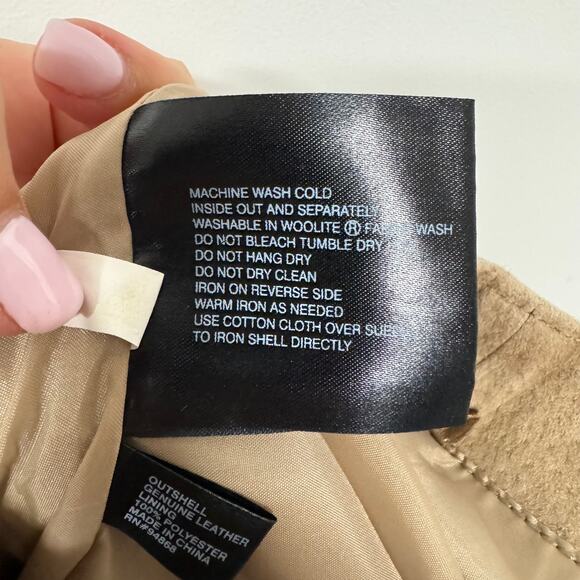 MACHINE WASH COLD
INSIDE OUT AND SEPARATELY
WASHABLE IN WOOLITE ® WASH
DO NOT BLEACH TUMBLE DRY
DO NOT HANG DRY
DO NOT DRY CLEAN
IRON ON REVERSE SIDE
WARM IRON AS NEEDED
USE COTTON CLOTH OVER
TO IRON SHELL DIRECTLY
OUTSHELL
GENUINE LEATHER
LINING
100% POLYESTER
MADE IN CHINA
RN#94868